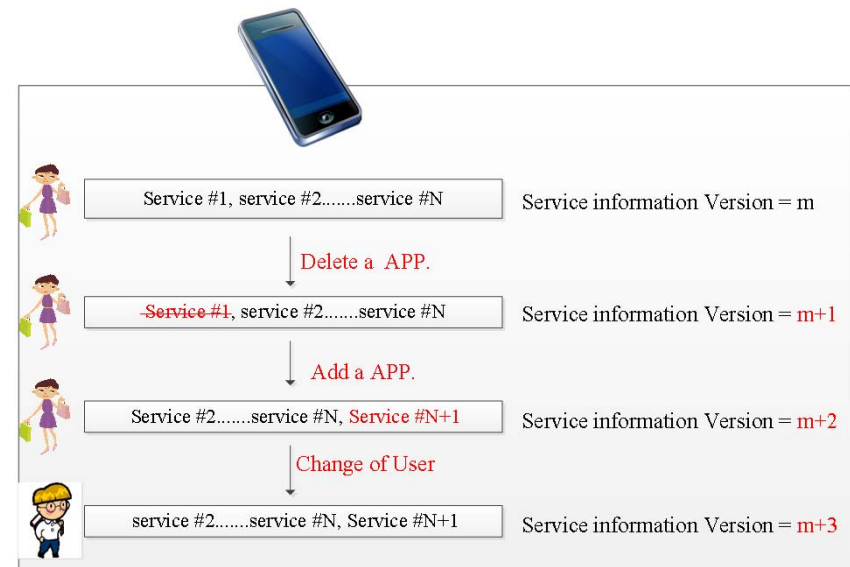 Service #1, service #2.......service #N
Service information Version = m
Delete a  APP.
Service #1, service #2.......service #N
Service information Version = m+1
Add a APP.
Service #2.......service #N, Service #N+1
Service information Version = m+2
Change of User
service #2.......service #N, Service #N+1
Service information Version = m+3